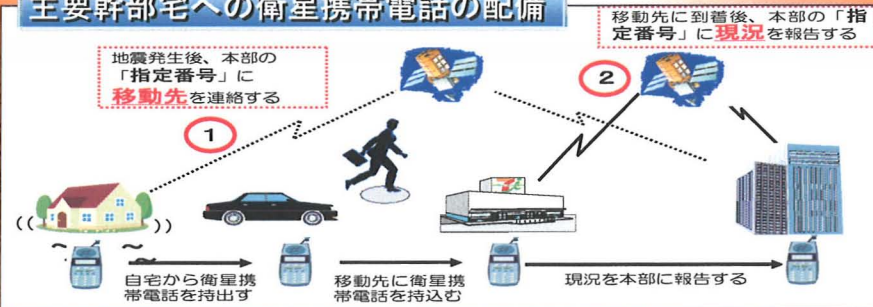 主要幹部宅への衛星携帯電話の配備
移動先に到着後、本部の「指
定番号」に現況を報告する
地震発生後、本部の
「指定番号」に
移動先を連絡する
1
2
7
自宅から衛星携
帯電話を持出す
移動先に衛星携
帯電話を持込む
現況を本部に報告する